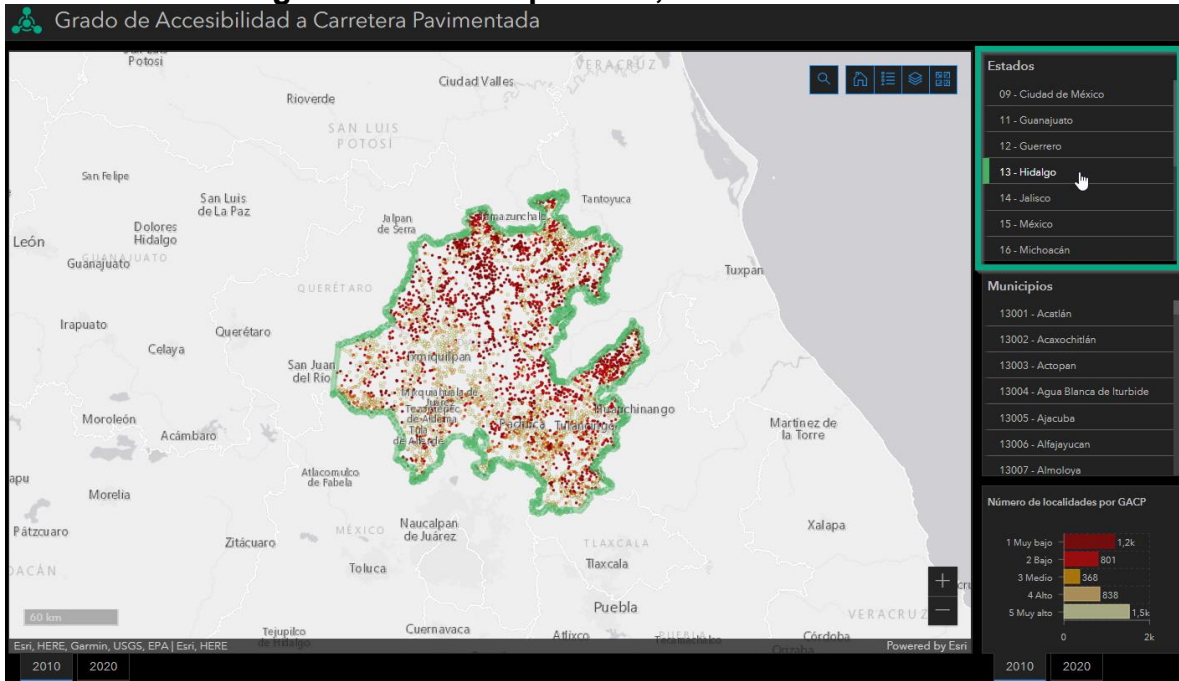 Grado de Accesibilidad a Carretera Pavimentada
Potosí
Ciudad Valles
VERACRUZ
Rioverde
SAN LUIS
POTOSÍ
San Felipe
San Luis
de La Paz
Tantoyuca
Jalpan
de Serra
León
Dolores
Hidalgo
GUANAJUATO
Guanajuato
QUERÉTARO
Tuxpan
Irapuato
Querétaro
Celaya
San Juan
del Río
Ixmiquilpan
Mixquiahuala de
Juárez
Huauchinango
Pachuca
Tulancingo
Moroleón
Acámbaro
Martínez de
la Torre
Atlacomulco
de Fabela
apu
Morelia
Pátzcuaro
Zitácuaro
MÉXICO
Naucalpan
de Juárez
TLAXCALA
Tlaxcala
Xalapa
Toluca
Puebla
VERACRUZ
60 km
Tejupilco
de Hidalgo
Cuernavaca
Atlixco
Córdoba
Esri, HERE, Garmin, USGS, EPA | Esri, HERE
Powered by Esri
2010 2020
Estados
09 - Ciudad de México
11 - Guanajuato
12 - Guerrero
13 - Hidalgo
14 - Jalisco
15 - México
16 - Michoacán
Municipios
13001 - Acatlán
13002 - Acaxochitlán
13003 - Actopan
13004 - Agua Blanca de Iturbide
13005 - Ajacuba
13006 - Alfajayucan
13007 - Almoloya
Número de localidades por GACP
1 Muy bajo 1,2k
2 Bajo 801
3 Medio 368
4 Alto 838
5 Muy alto 1,5k
0 2k
2010 2020